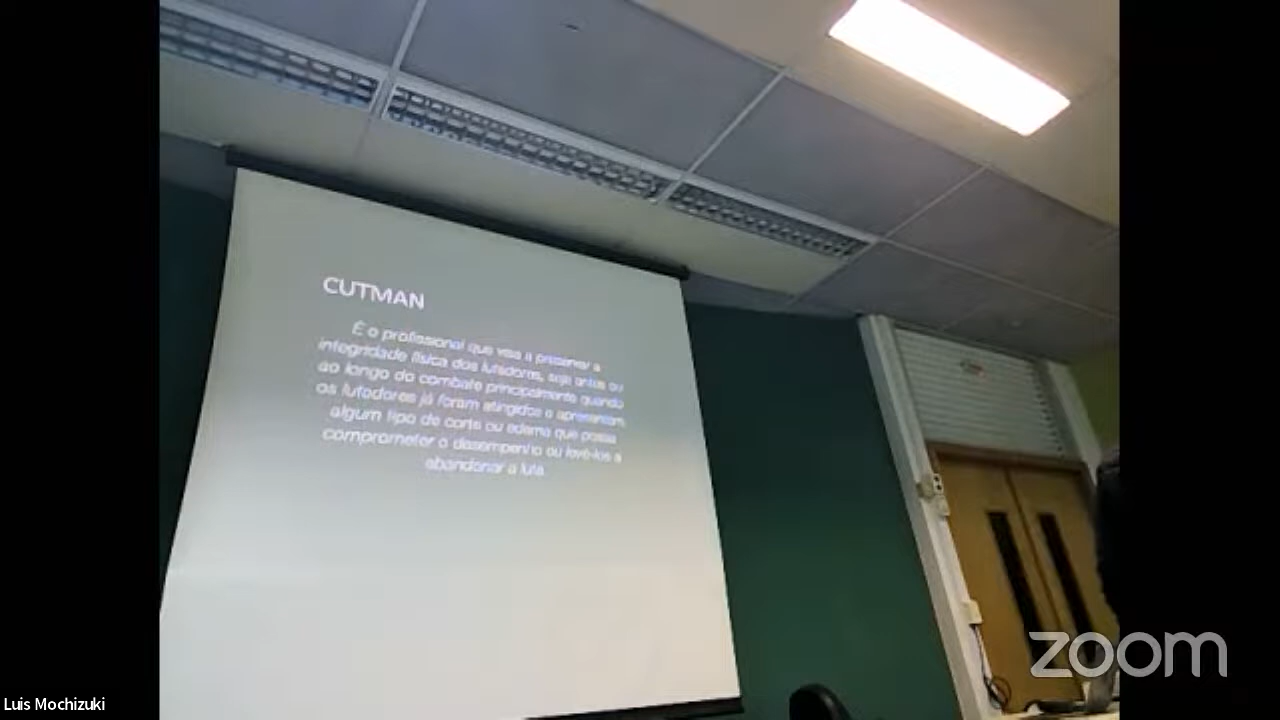 CUTMAN
É o profissional que visa a preservar a
integridade física dos lutadores, seja antes ou
ao longo do combate principalmente quando
os lutadores já foram atingidos e apresentam
algum tipo de corte ou edema que possa
comprometer o desempenho ou levá-los a
abandonar a luta
zoom
Luis Mochizuki